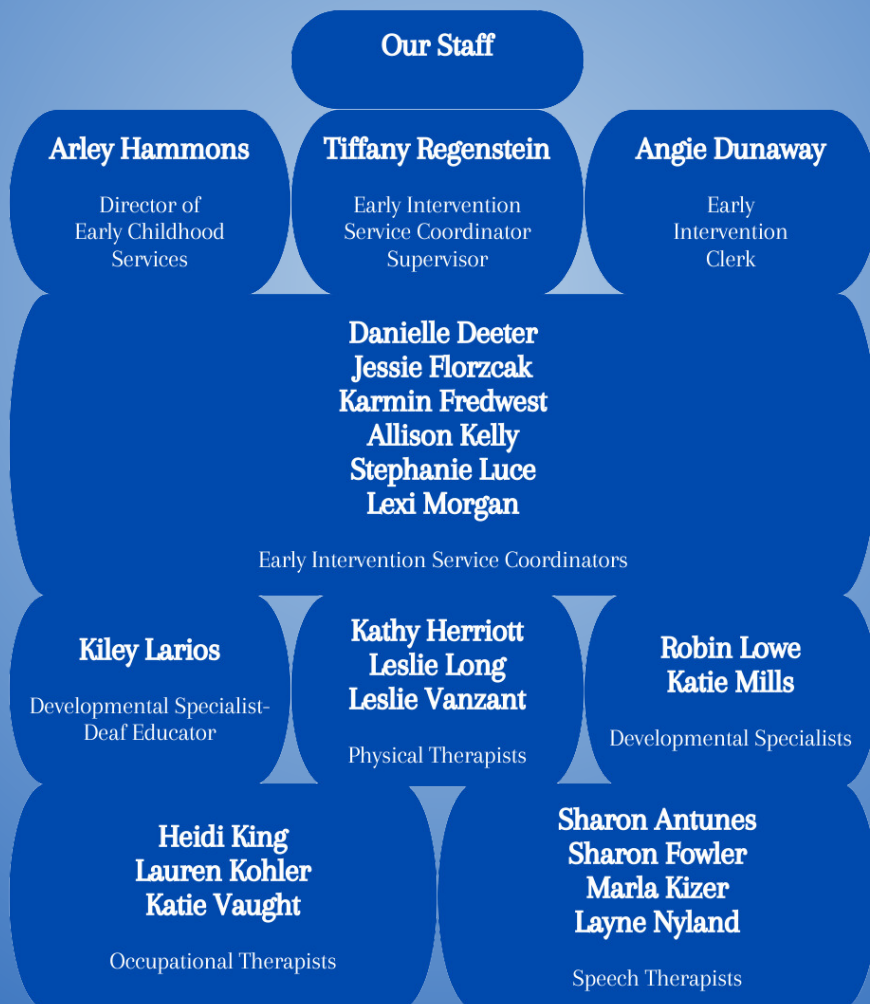 Our Staff
Arley Hammons
Director of
Early Childhood
Services
Tiffany Regenstein
Early Intervention
Service Coordinator
Supervisor
Angie Dunaway
Early
Intervention
Clerk
Danielle Deeter
Jessie Florzcak
Karmin Fredwest
Allison Kelly
Stephanie Luce
Lexi Morgan
Early Intervention Service Coordinators
Kiley Larios
Developmental Specialist-
Deaf Educator
Kathy Herriott
Leslie Long
Leslie Vanzant
Physical Therapists
Robin Lowe
Katie Mills
Developmental Specialists
Heidi King
Lauren Kohler
Katie Vaught
Occupational Therapists
Sharon Antunes
Sharon Fowler
Marla Kizer
Layne Nyland
Speech Therapists